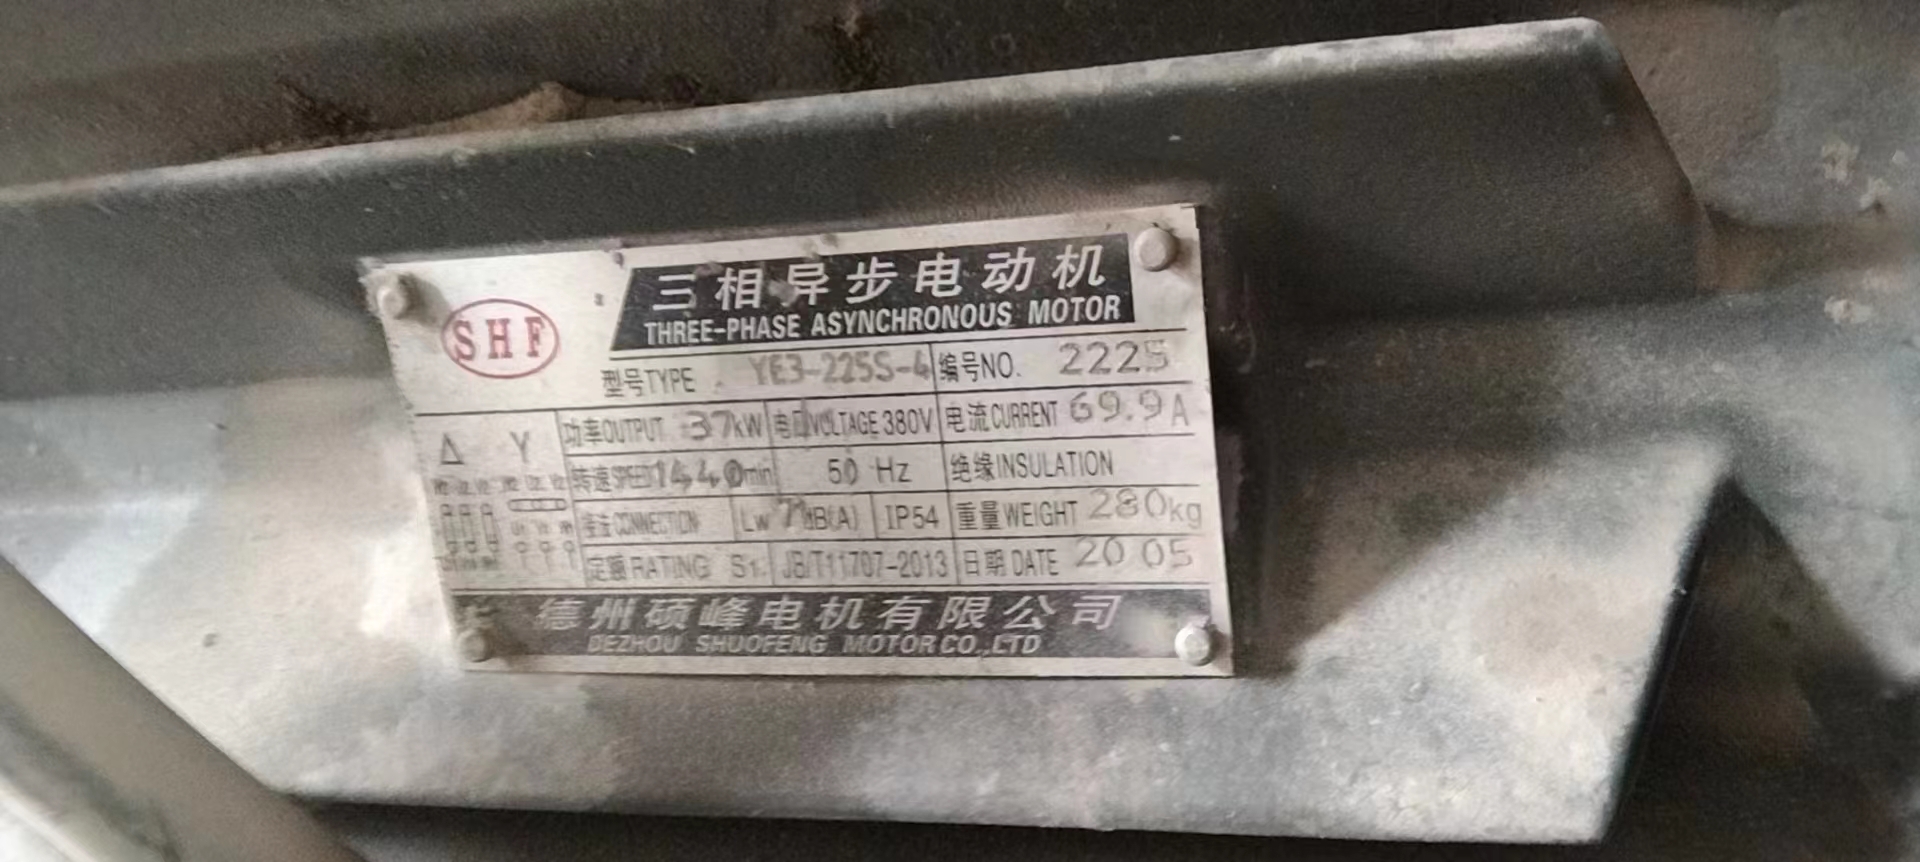 SHF
三相异步电动机
THREE-PHASE ASYNCHRONOUS MOTOR
型号TYPE YE3-225S-4 编号NO. 2225
△ Y 功率OUTPUT 37kW 电压VOLTAGE 380V 电流CURRENT 69.9A
转速SPEED 1440 min 50 Hz 绝缘INSULATION
接法CONNECTION Lw dB(A) IP54 重量WEIGHT 280kg
定额RATING S1 JB/T11707-2013 日期DATE 20 05
德州硕峰电机有限公司
DEZHOU SHUOFENG MOTOR CO.,LTD